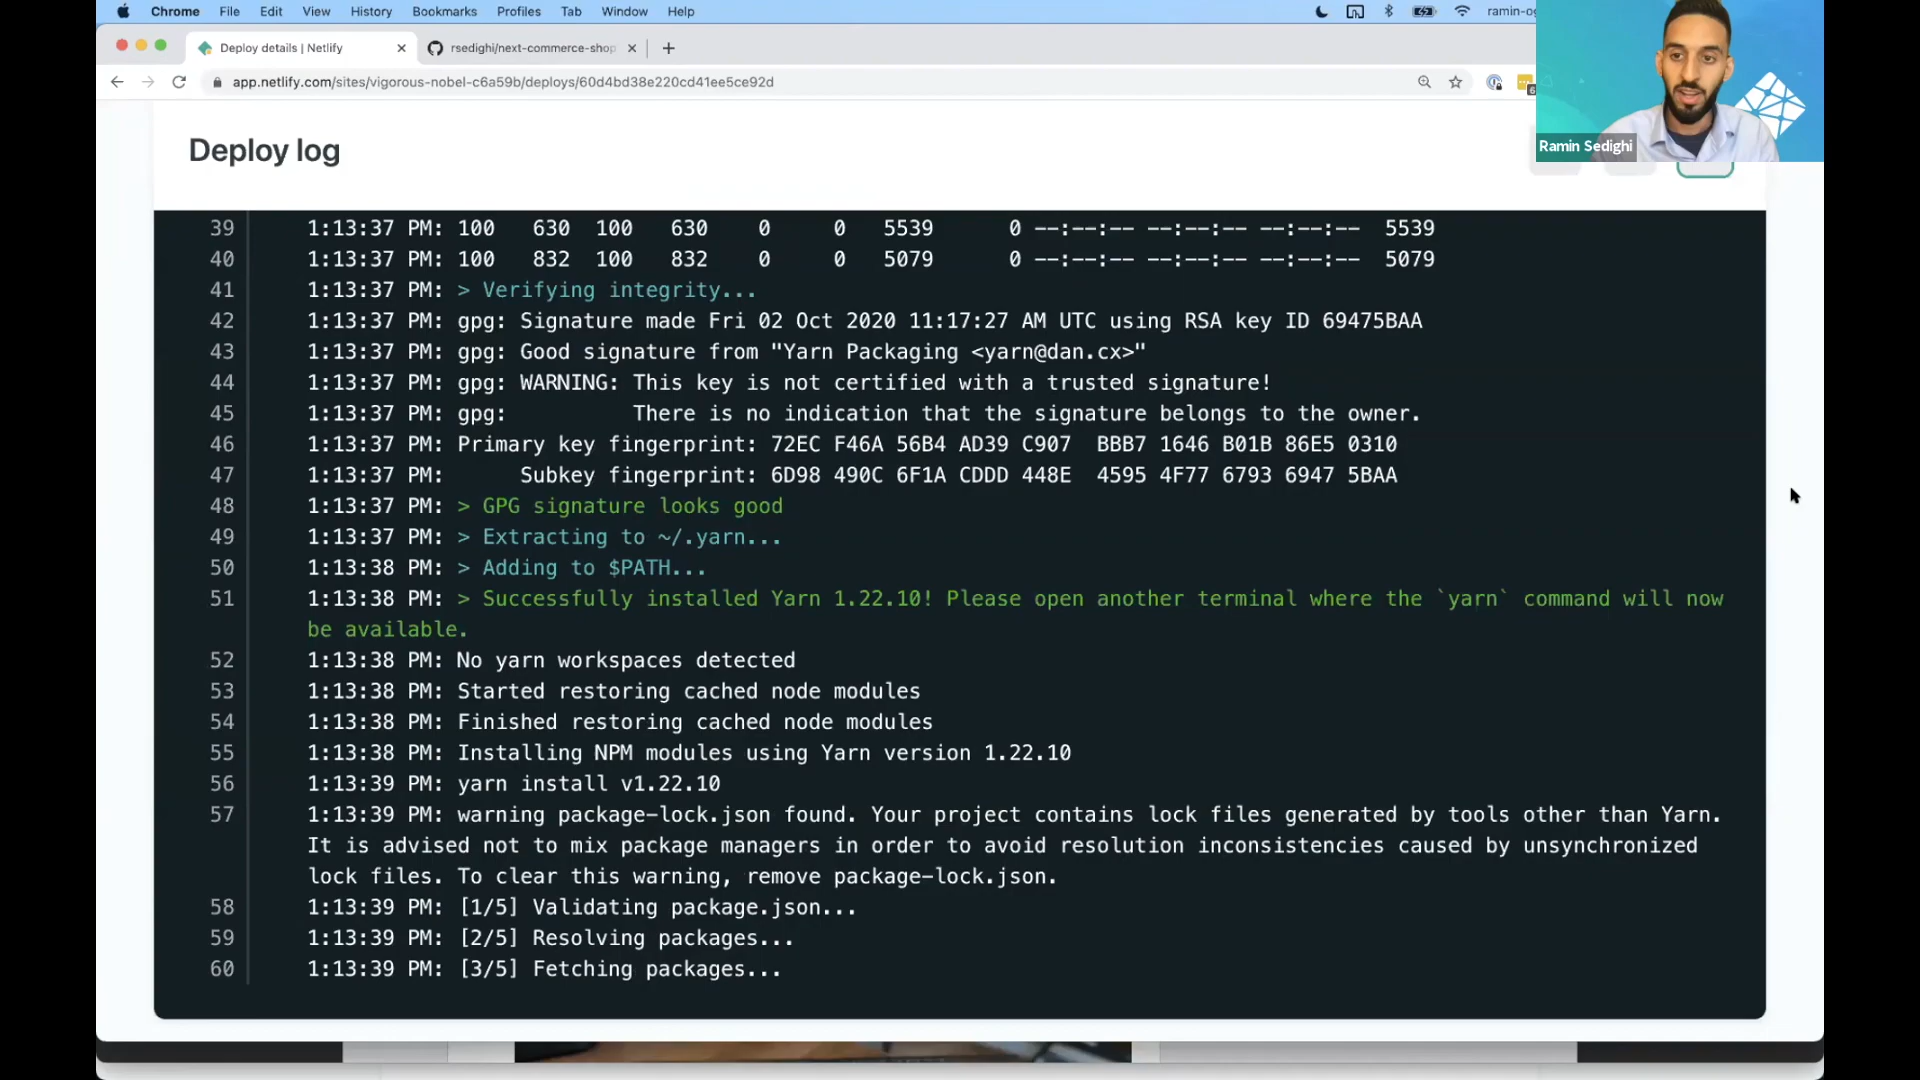 Chrome File Edit View History Bookmarks Profiles Tab Window Help
Deploy details | Netlify
rsedighi/next-commerce-shop
app.netlify.com/sites/vigorous-nobel-c6a59b/deploys/60d4bd38e220cd41ee5ce92d
6
Ramin Sedighi
Deploy log
39 1:13:37 PM: 100 630 100 630 0 0 5539 0 --:--:-- --:--:-- --:--:-- 5539
40 1:13:37 PM: 100 832 100 832 0 0 5079 0 --:--:-- --:--:-- --:--:-- 5079
41 1:13:37 PM: > Verifying integrity...
42 1:13:37 PM: gpg: Signature made Fri 02 Oct 2020 11:17:27 AM UTC using RSA key ID 69475BAA
43 1:13:37 PM: gpg: Good signature from "Yarn Packaging <yarn@dan.cx>"
44 1:13:37 PM: gpg: WARNING: This key is not certified with a trusted signature!
45 1:13:37 PM: gpg: There is no indication that the signature belongs to the owner.
46 1:13:37 PM: Primary key fingerprint: 72EC F46A 56B4 AD39 C907 BBB7 1646 B01B 86E5 0310
47 1:13:37 PM: Subkey fingerprint: 6D98 490C 6F1A CDDD 448E 4595 4F77 6793 6947 5BAA
48 1:13:37 PM: > GPG signature looks good
49 1:13:37 PM: > Extracting to ~/.yarn...
50 1:13:38 PM: > Adding to $PATH...
51 1:13:38 PM: > Successfully installed Yarn 1.22.10! Please open another terminal where the `yarn` command will now
be available.
52 1:13:38 PM: No yarn workspaces detected
53 1:13:38 PM: Started restoring cached node modules
54 1:13:38 PM: Finished restoring cached node modules
55 1:13:38 PM: Installing NPM modules using Yarn version 1.22.10
56 1:13:39 PM: yarn install v1.22.10
57 1:13:39 PM: warning package-lock.json found. Your project contains lock files generated by tools other than Yarn.
It is advised not to mix package managers in order to avoid resolution inconsistencies caused by unsynchronized
lock files. To clear this warning, remove package-lock.json.
58 1:13:39 PM: [1/5] Validating package.json...
59 1:13:39 PM: [2/5] Resolving packages...
60 1:13:39 PM: [3/5] Fetching packages...